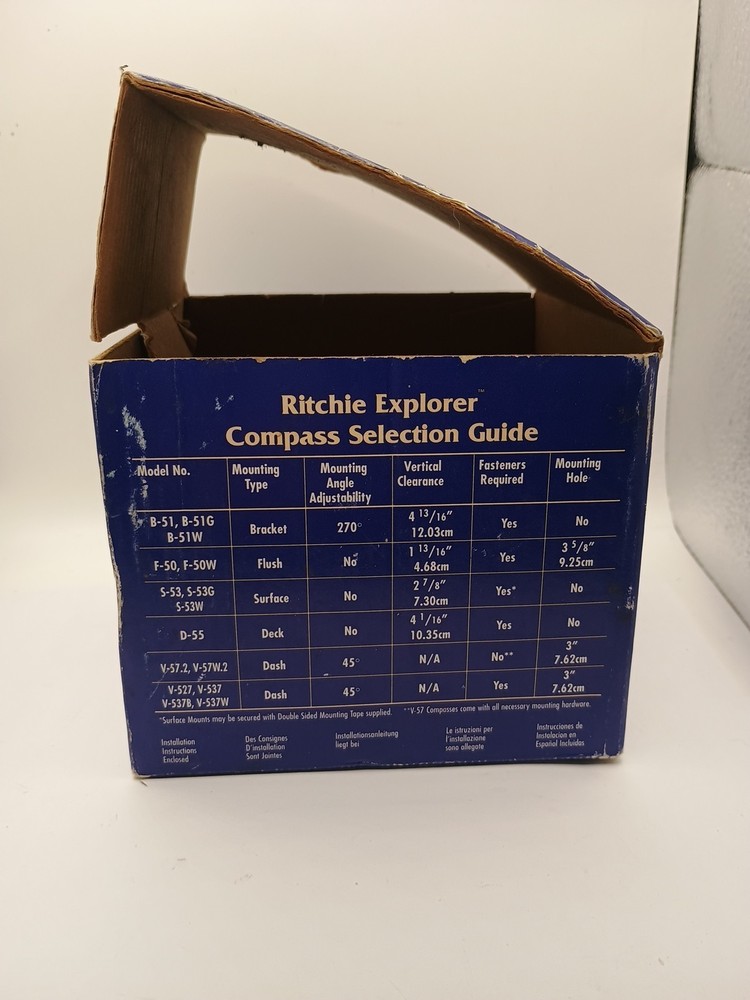 Ritchie Explorer™
Compass Selection Guide
Model No. Mounting Type Mounting Angle Adjustability Vertical Clearance Fasteners Required Mounting Hole
B-51, B-51G B-51W Bracket 270° 4 13/16" 12.03cm Yes No
F-50, F-50W Flush No 1 13/16" 4.68cm Yes 3 5/8" 9.25cm
S-53, S-53G S-53W Surface No 2 7/8" 7.30cm Yes* No
D-55 Deck No 4 1/16" 10.35cm Yes No
V-57.2, V-57W.2 Dash 45° N/A No** 3" 7.62cm
V-527, V-537 V-537B, V-537W Dash 45° N/A Yes 3" 7.62cm
*Surface Mounts may be secured with Double Sided Mounting Tape supplied. **V-57 Compasses come with all necessary mounting hardware.
Installation Instructions Enclosed
Des Consignes D'installation Sont Jointes
Installationsanleitung liegt bei
Le istruzioni per l'installazione sono allegate
Instrucciones de Instalacion en Español Incluidas